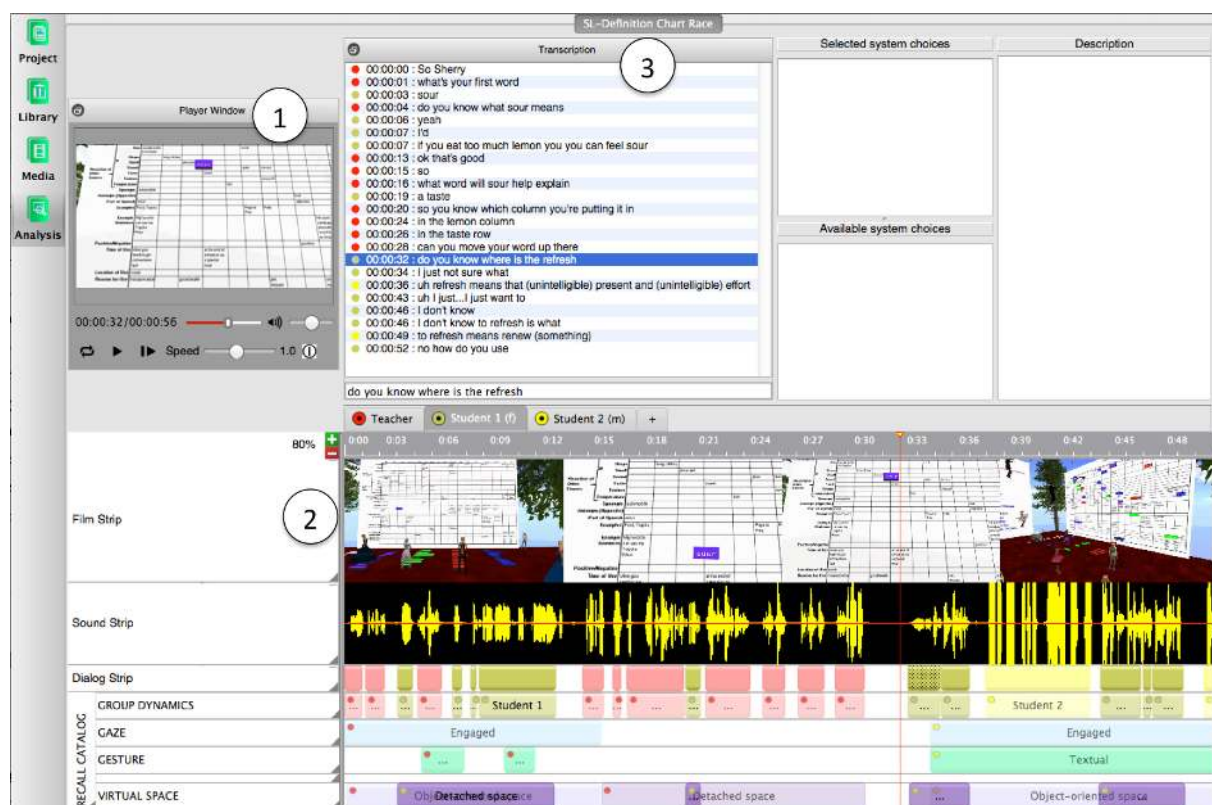 SL-Definition Chart Race
Project
Library
Media
Analysis
Player Window
1
00:00:32/00:00:56
Speed
1.0
Transcription
3
00:00:00 : So Sherry
00:00:01 : what's your first word
00:00:03 : sour
00:00:04 : do you know what sour means
00:00:06 : yeah
00:00:07 : I'd
00:00:07 : if you eat too much lemon you you can feel sour
00:00:13 : ok that's good
00:00:15 : so
00:00:16 : what word will sour help explain
00:00:19 : a taste
00:00:20 : so you know which column you're putting it in
00:00:24 : in the lemon column
00:00:26 : in the taste row
00:00:28 : can you move your word up there
00:00:32 : do you know where is the refresh
00:00:34 : I just not sure what
00:00:36 : uh refresh means that (unintelligible) present and (unintelligible) effort
00:00:43 : uh I just...I just want to
00:00:46 : I don't know
00:00:46 : I don't know to refresh is what
00:00:49 : to refresh means renew (something)
00:00:52 : no how do you use
do you know where is the refresh
Selected system choices
Description
Available system choices
Teacher
Student 1 (f)
Student 2 (m)
+
80%
0:00 0:03 0:06 0:09 0:12 0:15 0:18 0:21 0:24 0:27 0:30 0:33 0:36 0:39 0:42 0:45 0:48
Film Strip
2
Sound Strip
Dialog Strip
RECALL CATALOG
GROUP DYNAMICS
... ... ... ... ... ... Student 1 ... ... ... ... ... ... ... ... ... ... Student 2 ... ... ... ...
GAZE
Engaged
Engaged
GESTURE
... ...
Textual
VIRTUAL SPACE
Detached space
Detached space
...
Object-oriented space